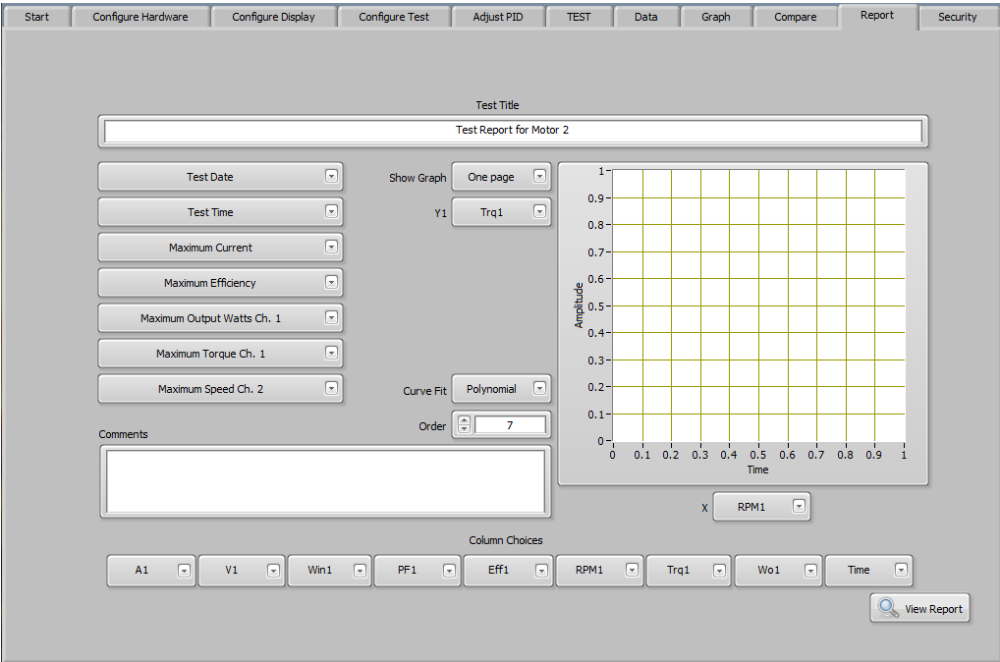 Start Configure Hardware Configure Display Configure Test Adjust PID TEST Data Graph Compare Report Security
Test Title
Test Report for Motor 2
Test Date
Test Time
Maximum Current
Maximum Efficiency
Maximum Output Watts Ch. 1
Maximum Torque Ch. 1
Maximum Speed Ch. 2
Show Graph One page
Y1 Trq1
Curve Fit Polynomial
Order 7
Comments
Amplitude
1
0.9
0.8
0.7
0.6
0.5
0.4
0.3
0.2
0.1
0
0 0.1 0.2 0.3 0.4 0.5 0.6 0.7 0.8 0.9 1
Time
X RPM1
Column Choices
A1 V1 Win1 PF1 Eff1 RPM1 Trq1 Wo1 Time
View Report